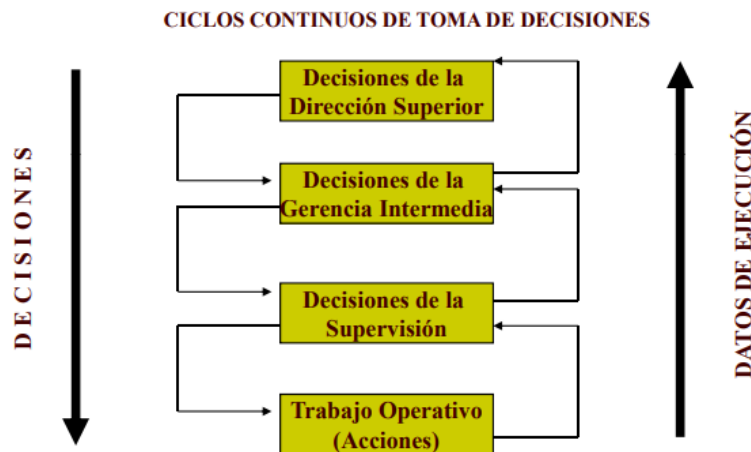 CICLOS CONTINUOS DE TOMA DE DECISIONES
DECISIONES
Decisiones de la
Dirección Superior
Decisiones de la
Gerencia Intermedia
Decisiones de la
Supervisión
Trabajo Operativo
(Acciones)
DATOS DE EJECUCIÓN